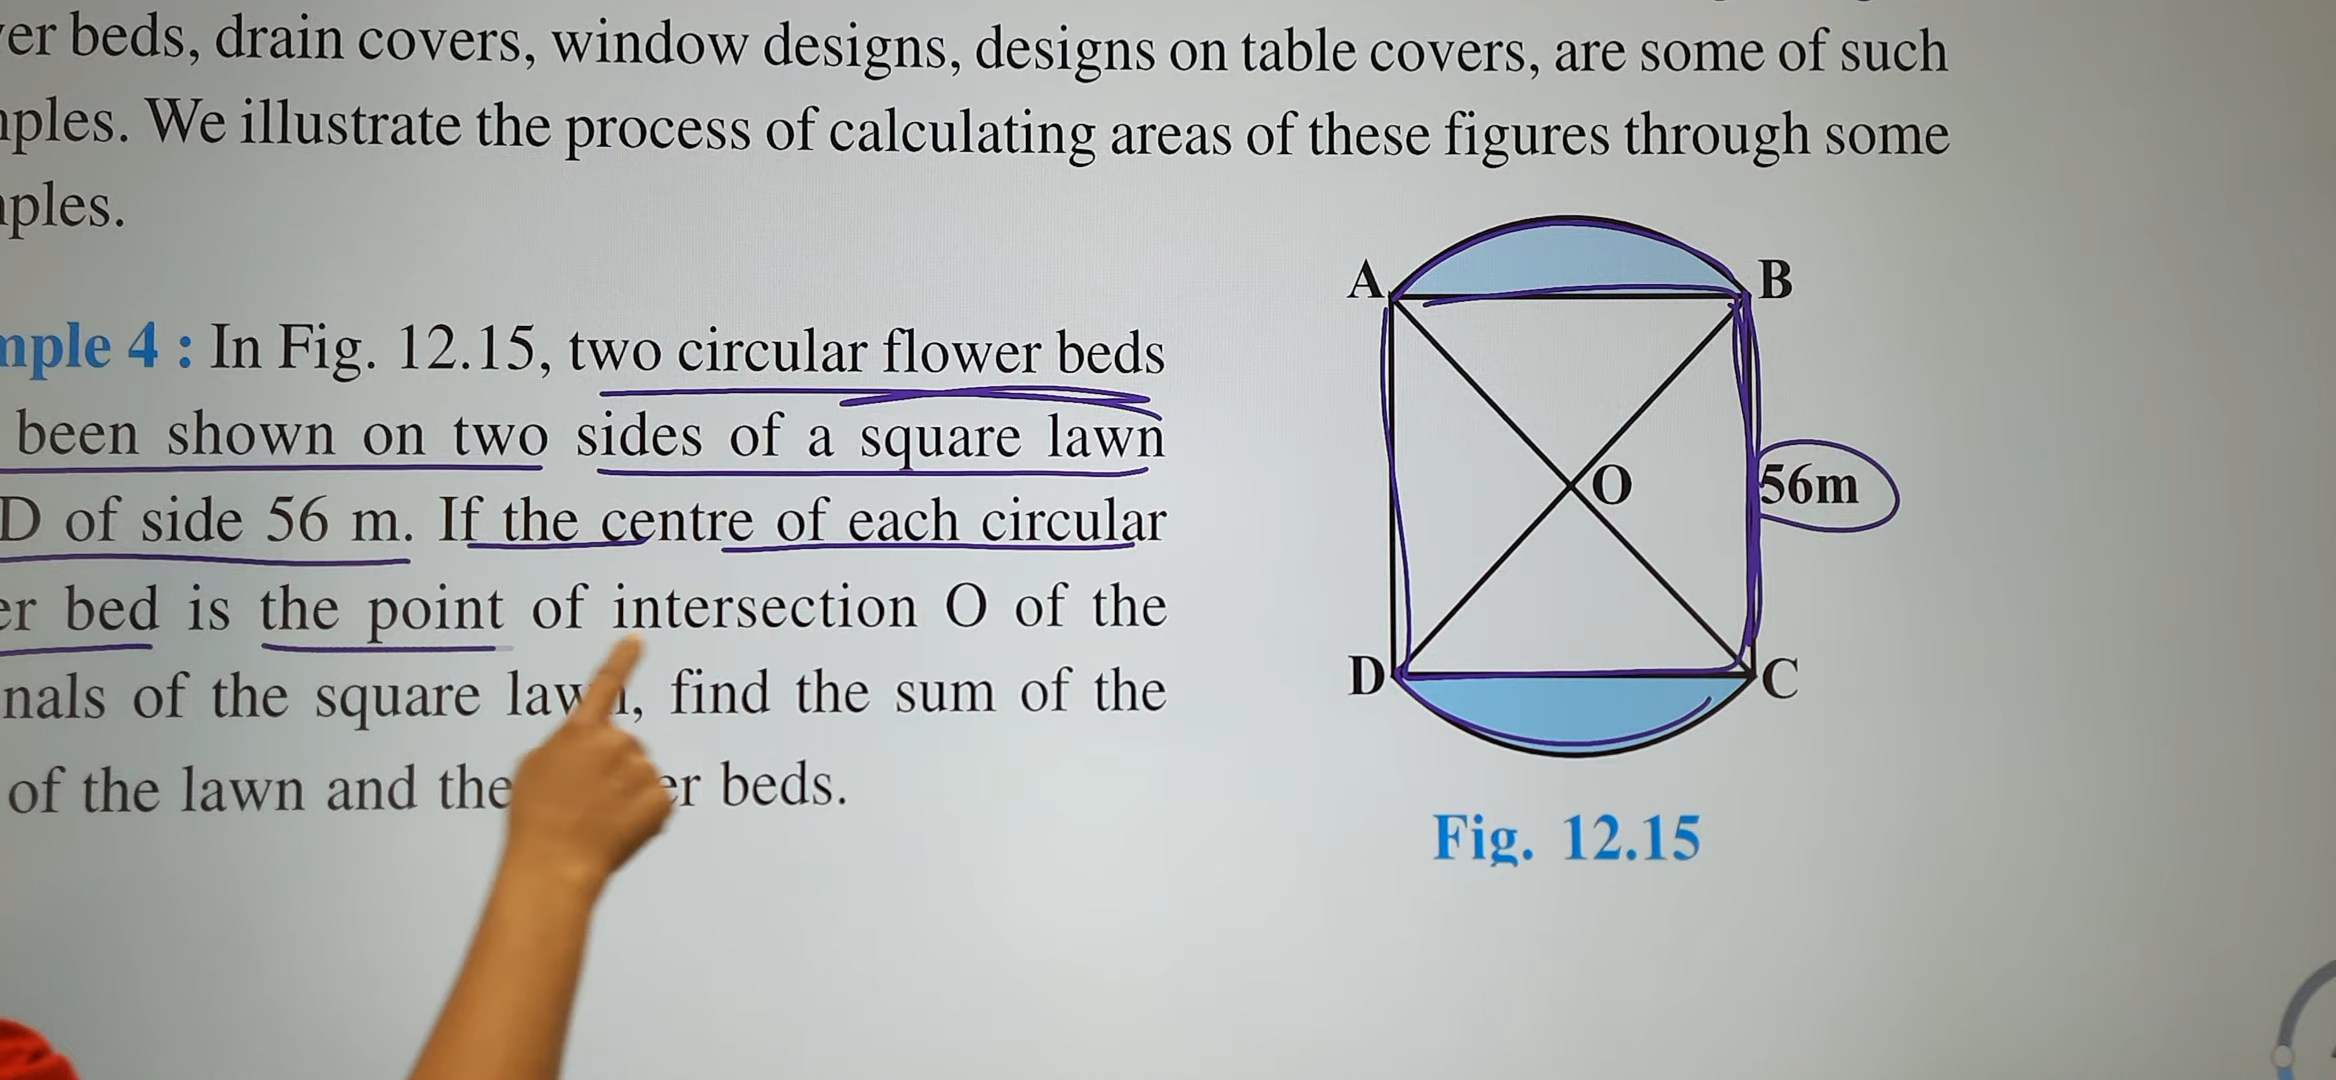 er beds, drain covers, window designs, designs on table covers, are some of such
ples. We illustrate the process of calculating areas of these figures through some
ples.
mple 4 : In Fig. 12.15, two circular flower beds
been shown on two sides of a square lawn
D of side 56 m. If the centre of each circular
er bed is the point of intersection O of the
nals of the square lawn, find the sum of the
of the lawn and the er beds.
A
B
O
56m
D
C
Fig. 12.15